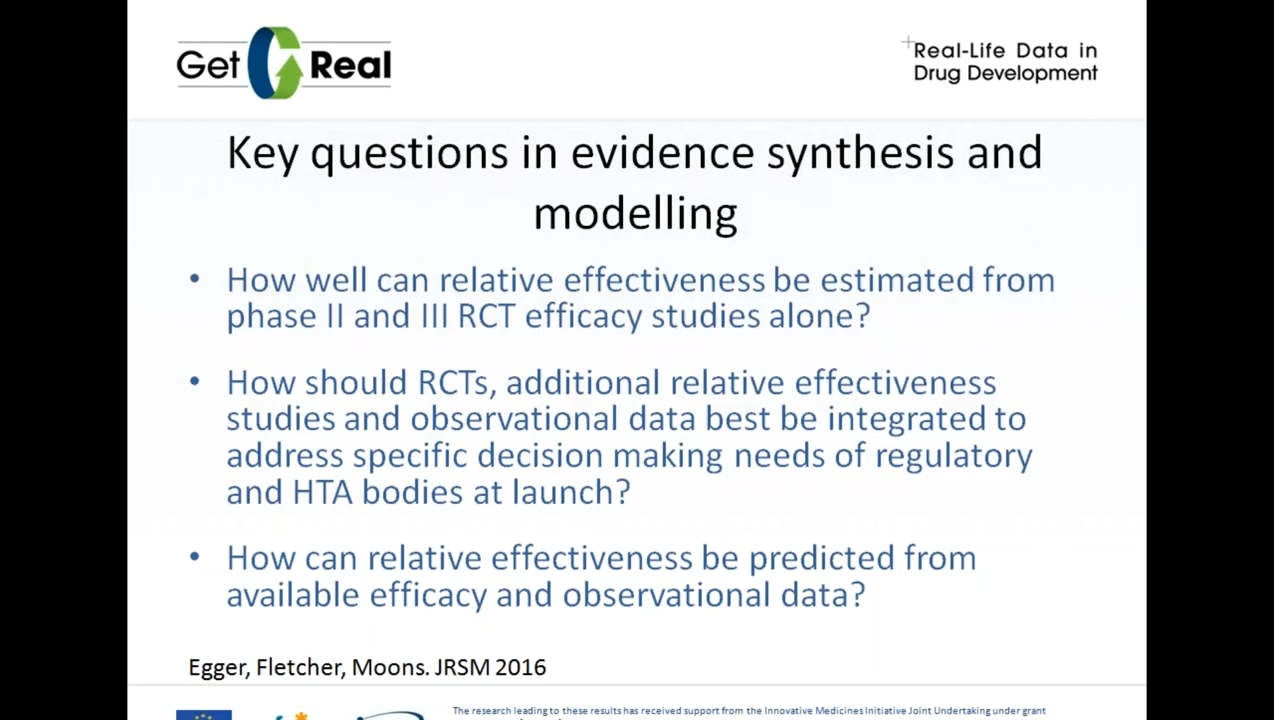 Get Real
Real-Life Data in
Drug Development
Key questions in evidence synthesis and
modelling
• How well can relative effectiveness be estimated from
phase II and III RCT efficacy studies alone?
• How should RCTs, additional relative effectiveness
studies and observational data best be integrated to
address specific decision making needs of regulatory
and HTA bodies at launch?
• How can relative effectiveness be predicted from
available efficacy and observational data?
Egger, Fletcher, Moons. JRSM 2016
The research leading to these results has received support from the Innovative Medicines Initiative Joint Undertaking under grant